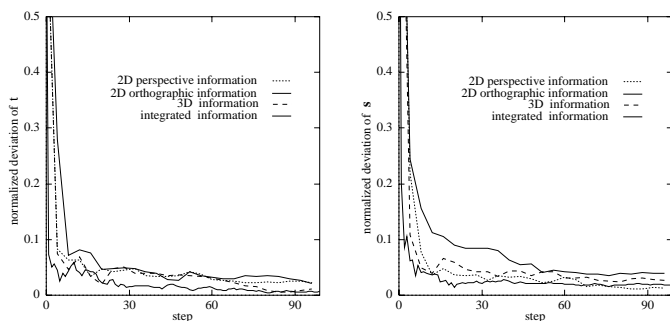 0.5
0.4
0.3
0.2
0.1
0
normalized deviation of t
2D perspective information
2D orthographic information
3D information
integrated information
0 30 60 90
step
0.5
0.4
0.3
0.2
0.1
0
normalized deviation of s
2D perspective information
2D orthographic information
3D information
integrated information
0 30 60 90
step